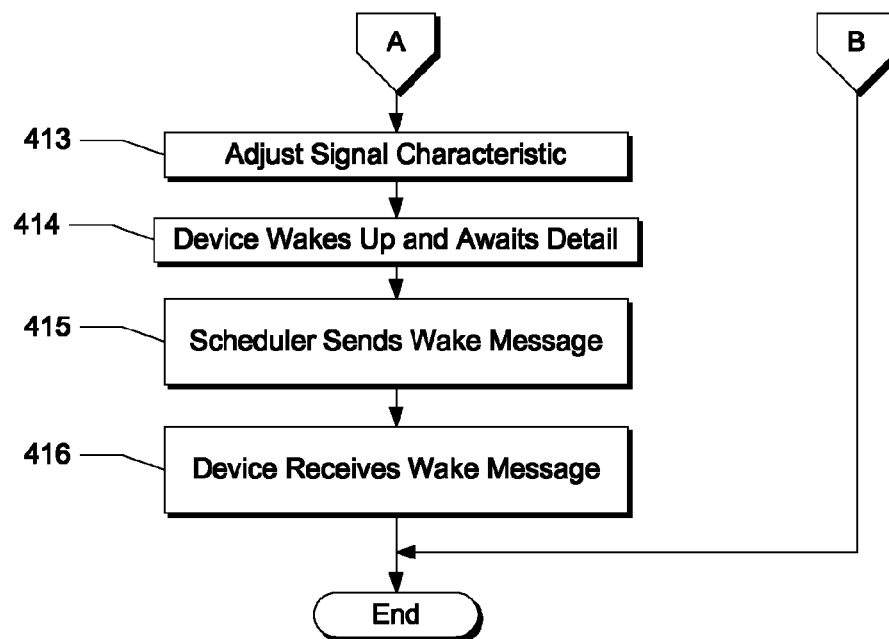 A
B
413
Adjust Signal Characteristic
414
Device Wakes Up and Awaits Detail
415
Scheduler Sends Wake Message
416
Device Receives Wake Message
End